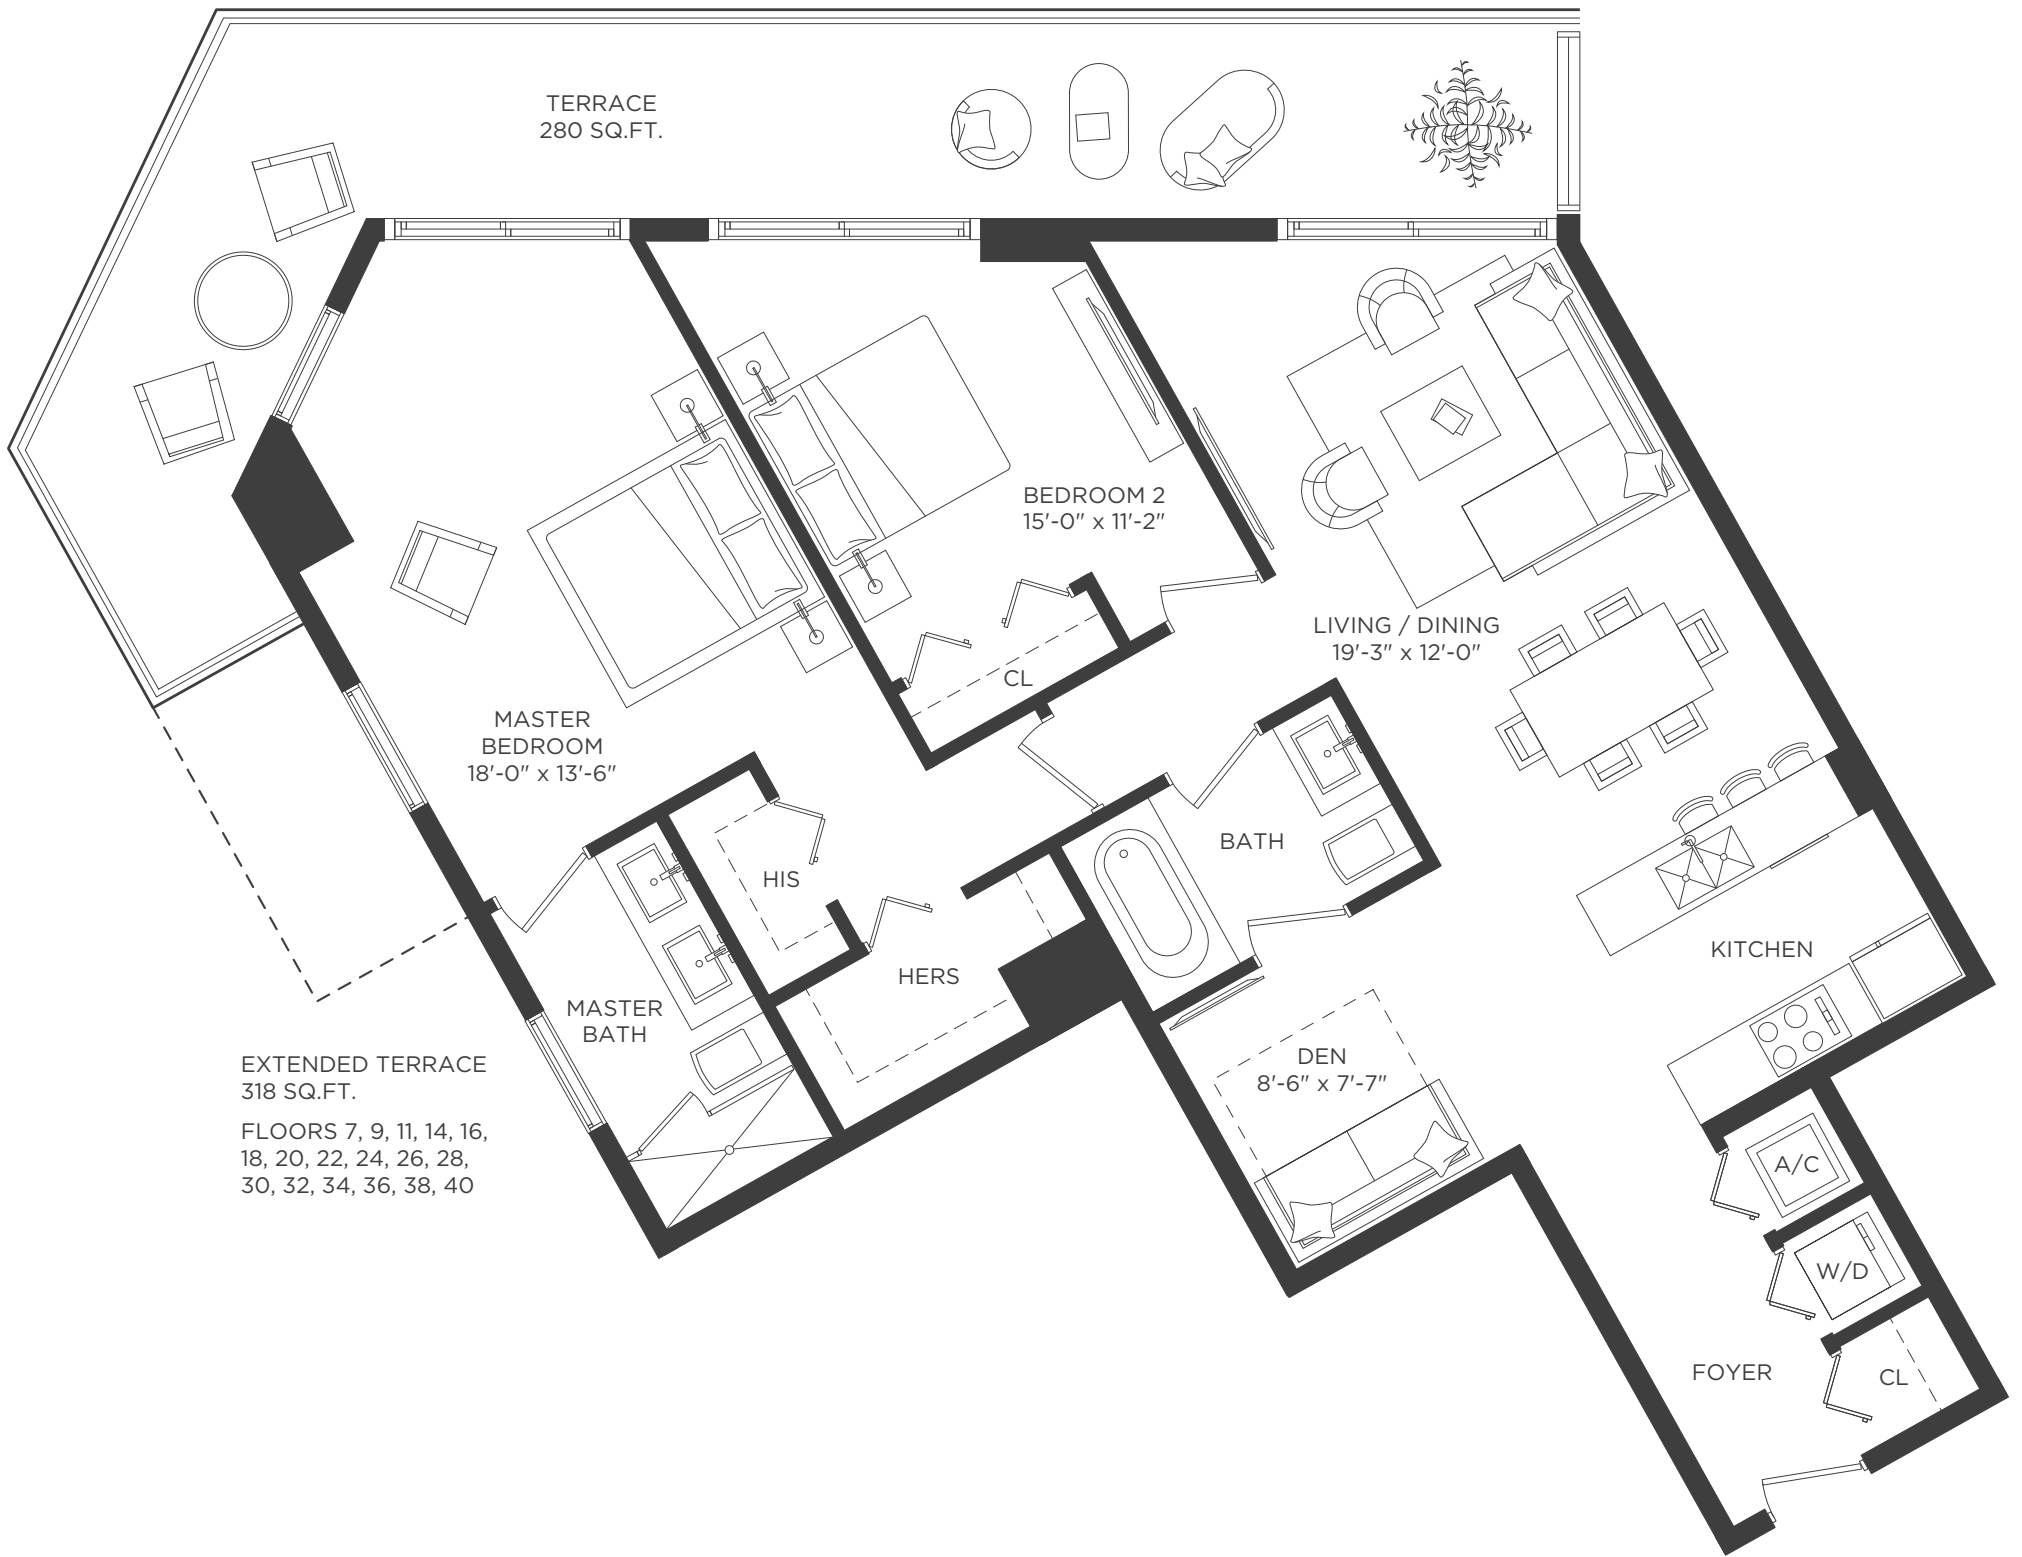 TERRACE
280 SQ.FT.
BEDROOM 2
15'-0" x 11'-2"
LIVING / DINING
19'-3" x 12'-0"
CL
MASTER
BEDROOM
18'-0" x 13'-6"
BATH
HIS
HERS
KITCHEN
MASTER
BATH
DEN
8'-6" x 7'-7"
EXTENDED TERRACE
318 SQ.FT.
FLOORS 7, 9, 11, 14, 16,
18, 20, 22, 24, 26, 28,
30, 32, 34, 36, 38, 40
A/C
W/D
FOYER
CL